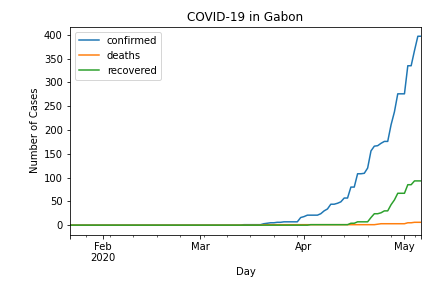 COVID-19 in Gabon
confirmed
deaths
recovered
Number of Cases
400
350
300
250
200
150
100
50
0
Feb Mar Apr May
2020
Day